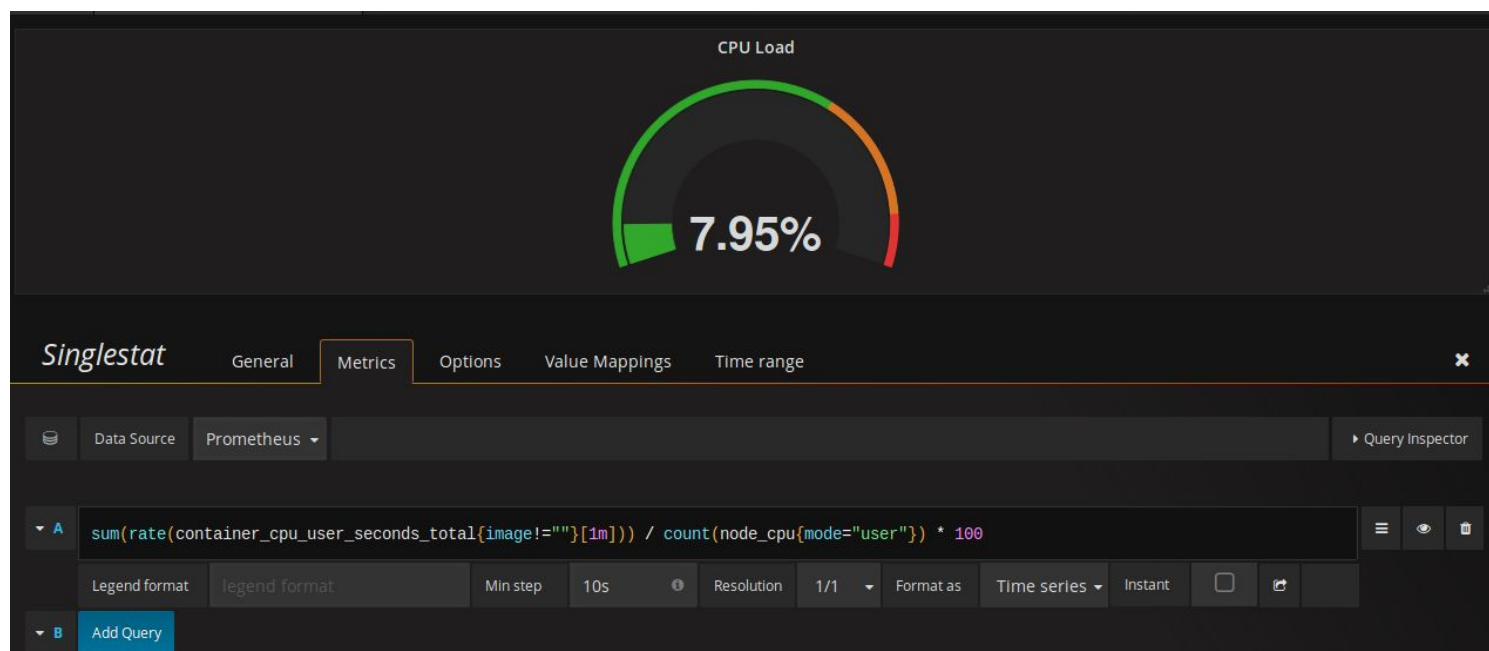 CPU Load
7.95%
Singlestat General Metrics Options Value Mappings Time range
Data Source Prometheus Query Inspector
A sum(rate(container_cpu_user_seconds_total{image!=""}[1m])) / count(node_cpu{mode="user"}) * 100
Legend format legend format Min step 10s Resolution 1/1 Format as Time series Instant
B Add Query